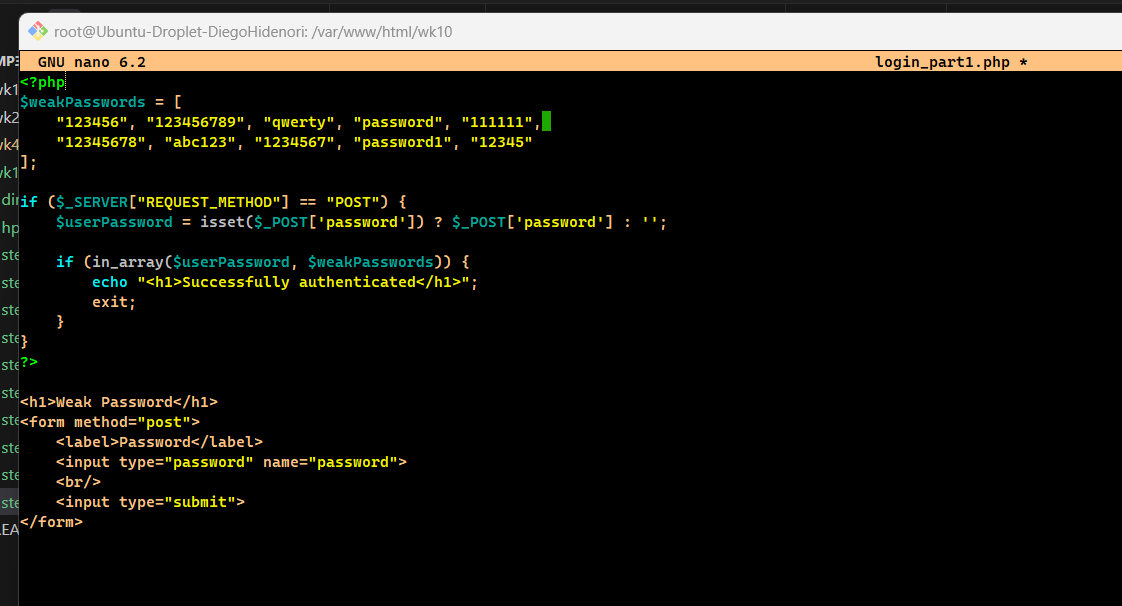 root@Ubuntu-Droplet-DiegoHidenori: /var/www/html/wk10
GNU nano 6.2 login_part1.php *
<?php
$weakPasswords = [
    "123456", "123456789", "qwerty", "password", "111111",
    "12345678", "abc123", "1234567", "password1", "12345"
];

if ($_SERVER["REQUEST_METHOD"] == "POST") {
    $userPassword = isset($_POST['password']) ? $_POST['password'] : '';

    if (in_array($userPassword, $weakPasswords)) {
        echo "<h1>Successfully authenticated</h1>";
        exit;
    }
}
?>

<h1>Weak Password</h1>
<form method="post">
    <label>Password</label>
    <input type="password" name="password">
    <br/>
    <input type="submit">
</form>